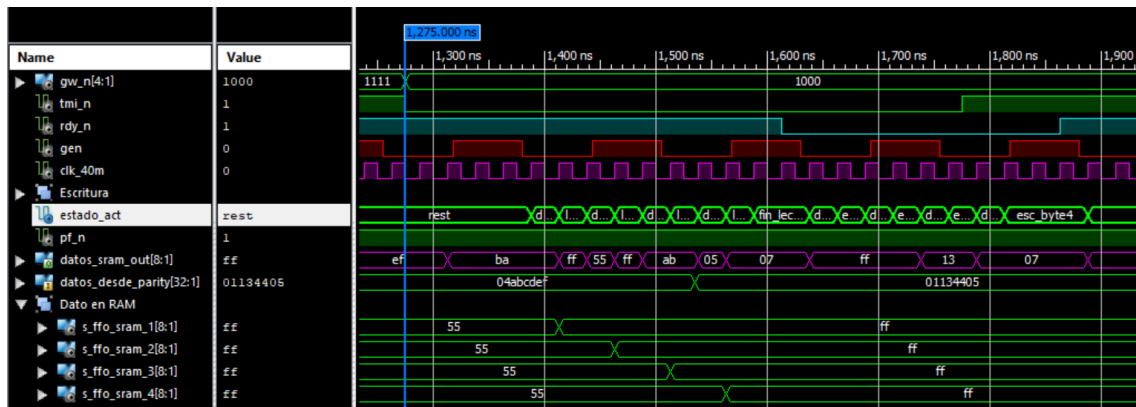 1,275.000 ns
Name Value 1,300 ns 1,400 ns 1,500 ns 1,600 ns 1,700 ns 1,800 ns 1,900
gw_n[4:1] 1000 1111 1000
tmi_n 1
rdy_n 1
gen 0
clk_40m 0
Escritura
estado_act rest rest d... l... d... l... d... l... d... l... fin_lec... d... e... d... e... d... e... d... esc_byte4
pf_n 1
datos_sram_out[8:1] ff ef ba ff 55 ff ab 05 07 ff 13 07
datos_desde_parity[32:1] 01134405 04abcdef 01134405
Dato en RAM
s_ffo_sram_1[8:1] ff 55 ff
s_ffo_sram_2[8:1] ff 55 ff
s_ffo_sram_3[8:1] ff 55 ff
s_ffo_sram_4[8:1] ff 55 ff